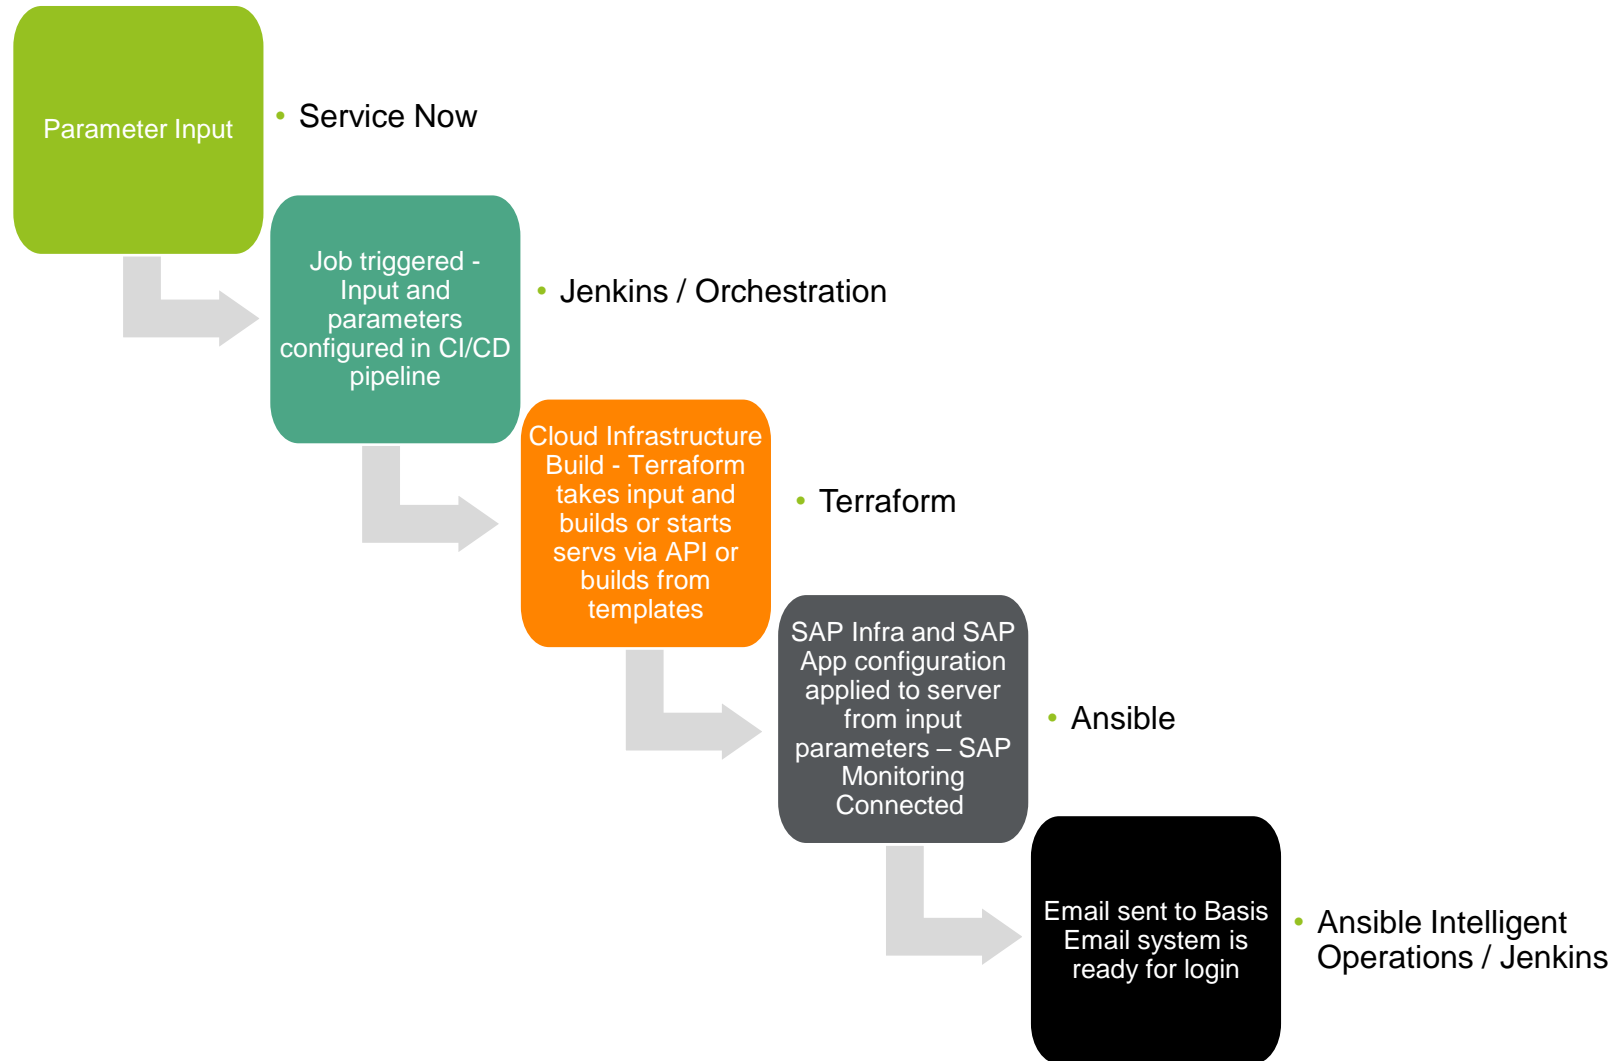 Parameter Input
• Service Now
Job triggered -
Input and
parameters
configured in CI/CD
pipeline
• Jenkins / Orchestration
Cloud Infrastructure
Build - Terraform
takes input and
builds or starts
servs via API or
builds from
templates
• Terraform
SAP Infra and SAP
App configuration
applied to server
from input
parameters – SAP
Monitoring
Connected
• Ansible
Email sent to Basis
Email system is
ready for login
• Ansible Intelligent
Operations / Jenkins